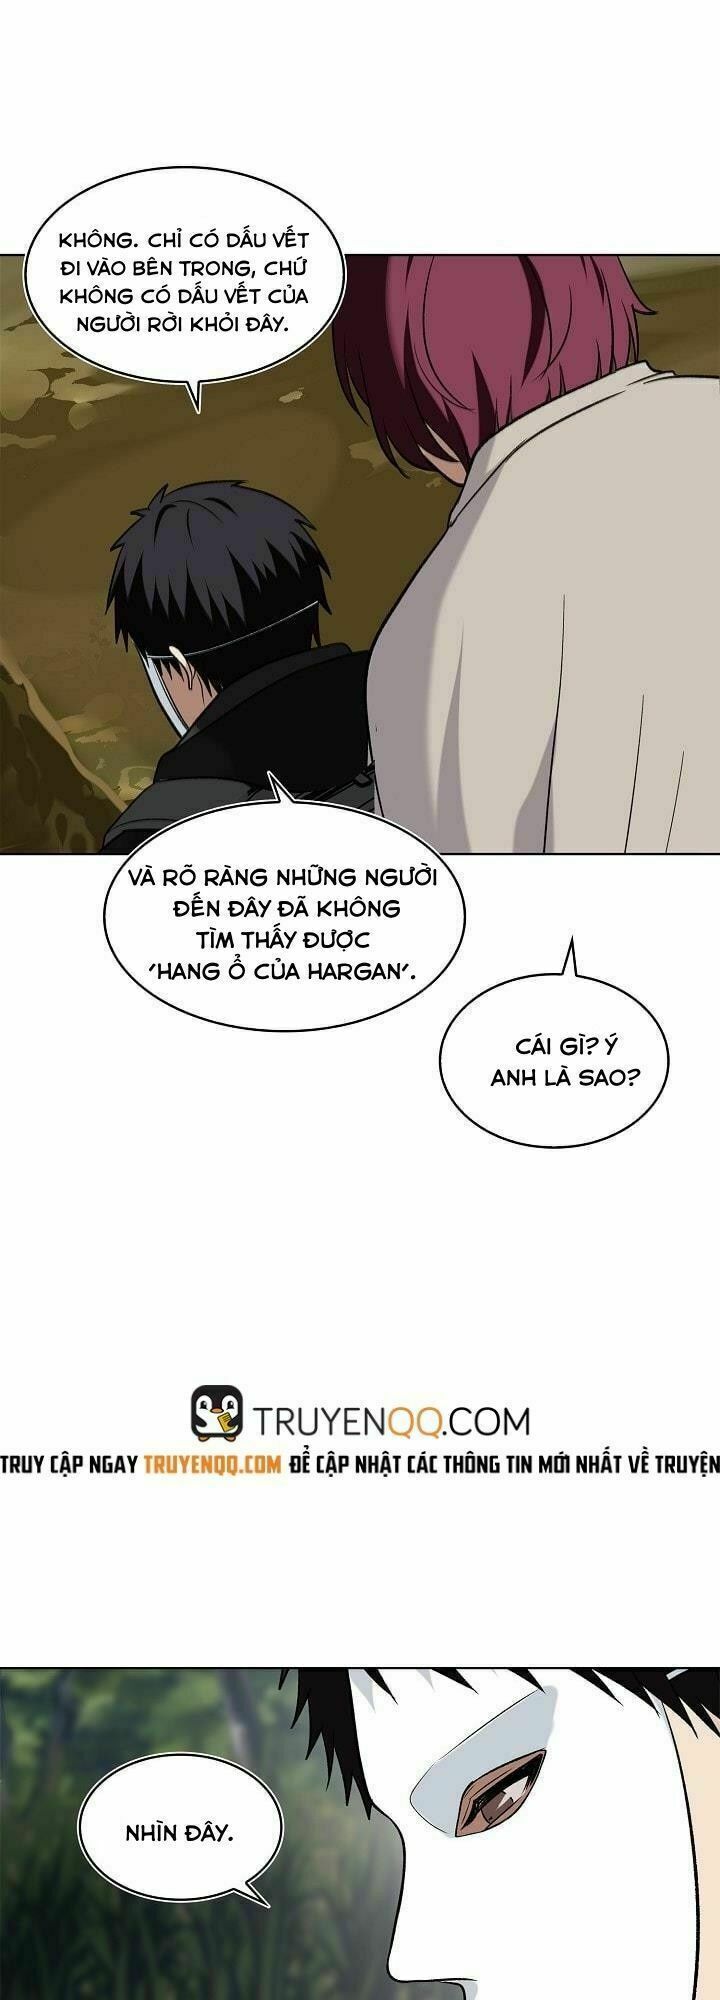 KHÔNG. CHỈ CÓ DẤU VẾT
ĐI VÀO BÊN TRONG, CHỨ
KHÔNG CÓ DẤU VẾT CỦA
NGƯỜI RỜI KHỎI ĐÂY.
VÀ RÕ RÀNG NHỮNG NGƯỜI
ĐẾN ĐÂY ĐÃ KHÔNG
TÌM THẤY ĐƯỢC
'HANG Ổ CỦA HARGAN'.
CÁI GÌ? Ý
ANH LÀ SAO?
TRUYENQQ.COM
TRUY CẬP NGAY TRUYENQQ.COM ĐỂ CẬP NHẬT CÁC THÔNG TIN MỚI NHẤT VỀ TRUYỆN
NHÌN ĐÂY.